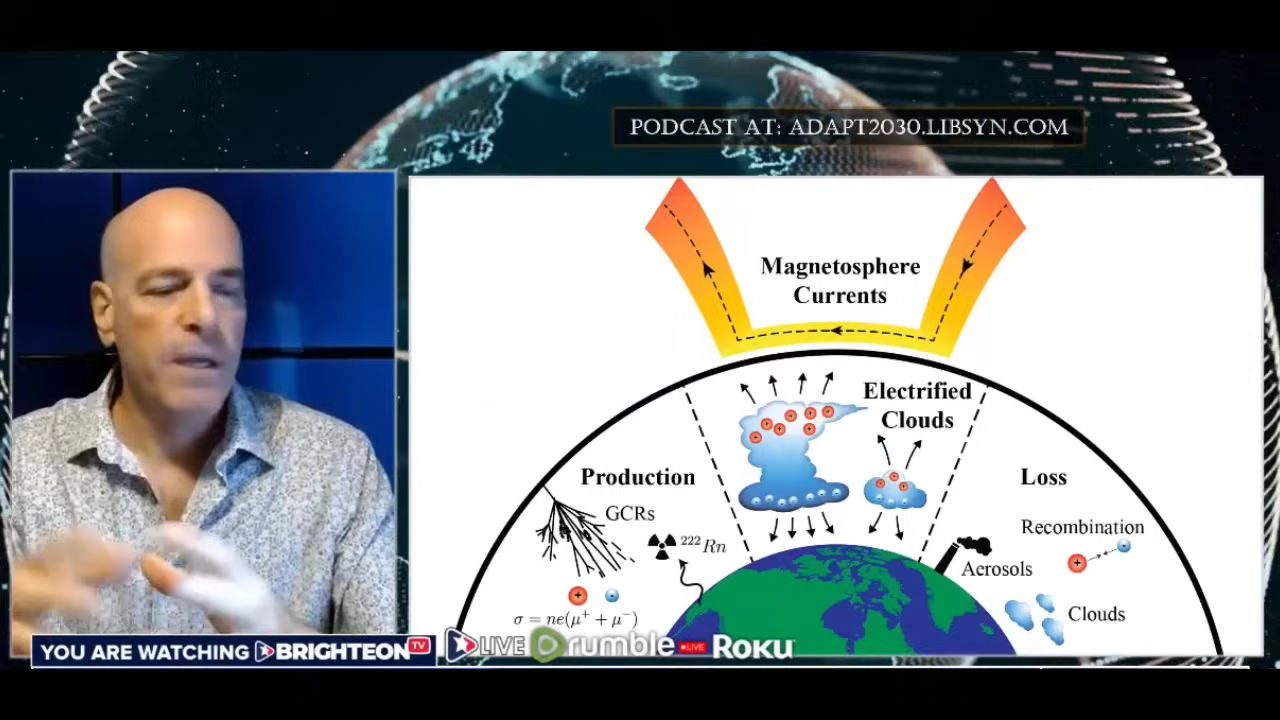 PODCAST AT: ADAPT2030.LIBSYN.COM
Magnetosphere
Currents
Electrified
Clouds
Production
GCRs
²²²Rn
σ = ne(μ⁺ + μ⁻)
Loss
Recombination
Aerosols
Clouds
YOU ARE WATCHING BRIGHTEON TV LIVE rumble LIVE ROKU